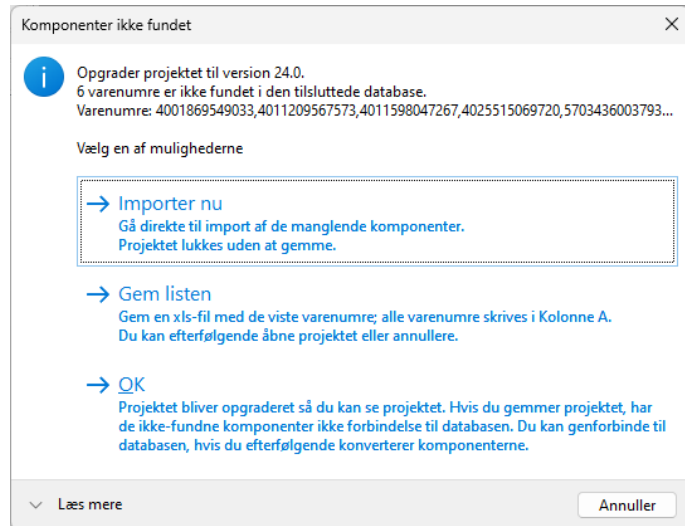 Komponenter ikke fundet
Opgrader projektet til version 24.0.
6 varenumre er ikke fundet i den tilsluttede database.
Varenumre: 4001869549033,4011209567573,4011598047267,4025515069720,5703436003793...
Vælg en af mulighederne
Importer nu
Gå direkte til import af de manglende komponenter.
Projektet lukkes uden at gemme.
Gem listen
Gem en xls-fil med de viste varenumre; alle varenumre skrives i Kolonne A.
Du kan efterfølgende åbne projektet eller annullere.
OK
Projektet bliver opgraderet så du kan se projektet. Hvis du gemmer projektet, har
de ikke-fundne komponenter ikke forbindelse til databasen. Du kan genforbinde til
databasen, hvis du efterfølgende konverterer komponenterne.
Læs mere
Annuller